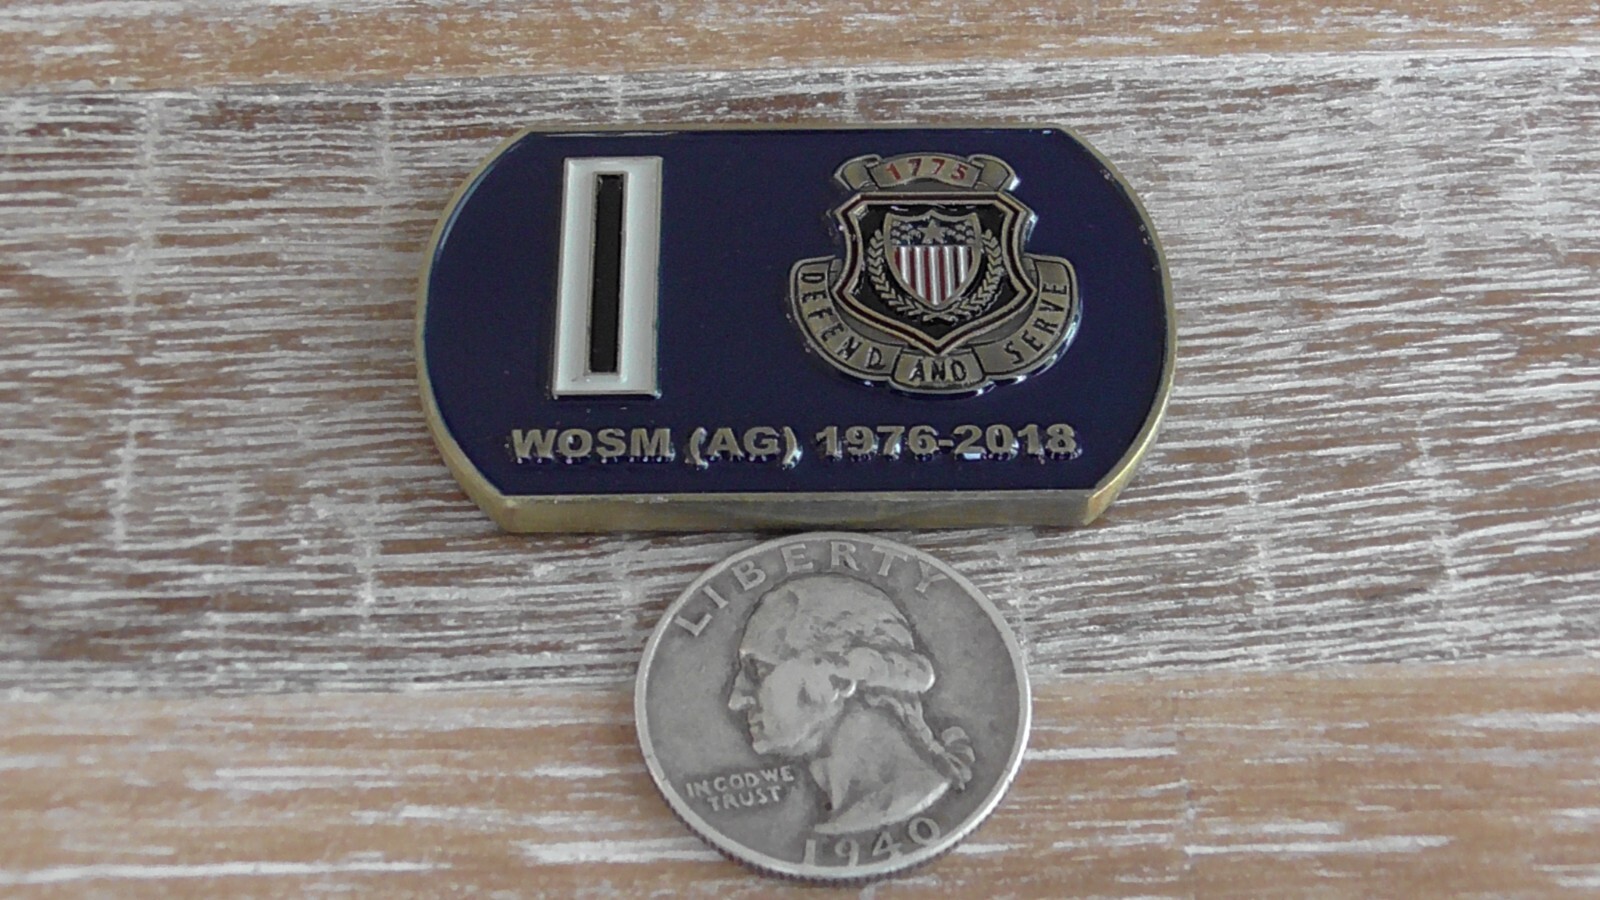 1775
DEFEND AND SERVE
WOSM (AG) 1976-2018
LIBERTY
IN GOD WE
TRUST
1940